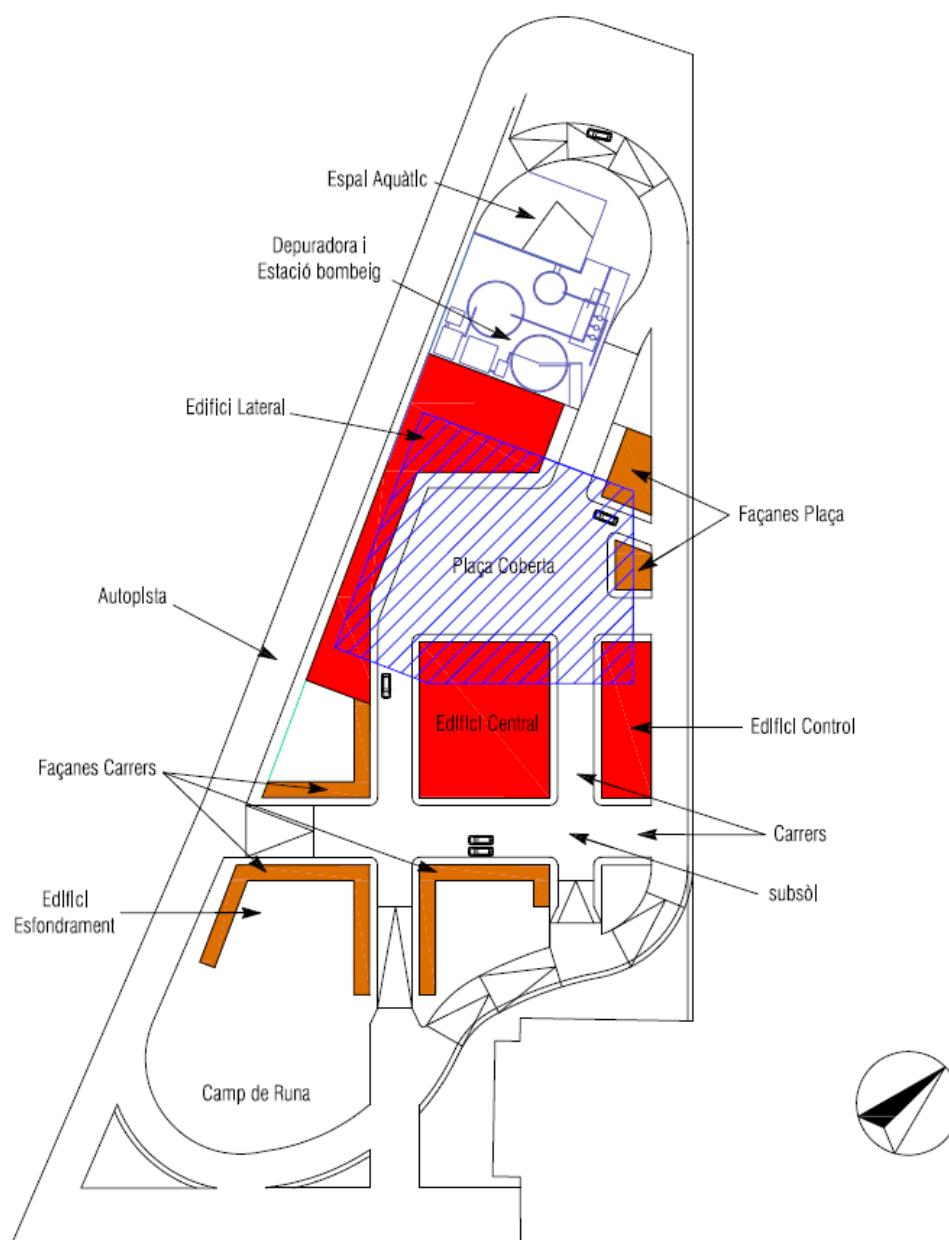 Espai Aquàtic
Depuradora i
Estació bombeig
Edifici Lateral
Façanes Plaça
Plaça Coberta
Autopista
Edifici Central
Edifici Control
Façanes Carrers
Carrers
subsòl
Edifici
Esfondrament
Camp de Runa